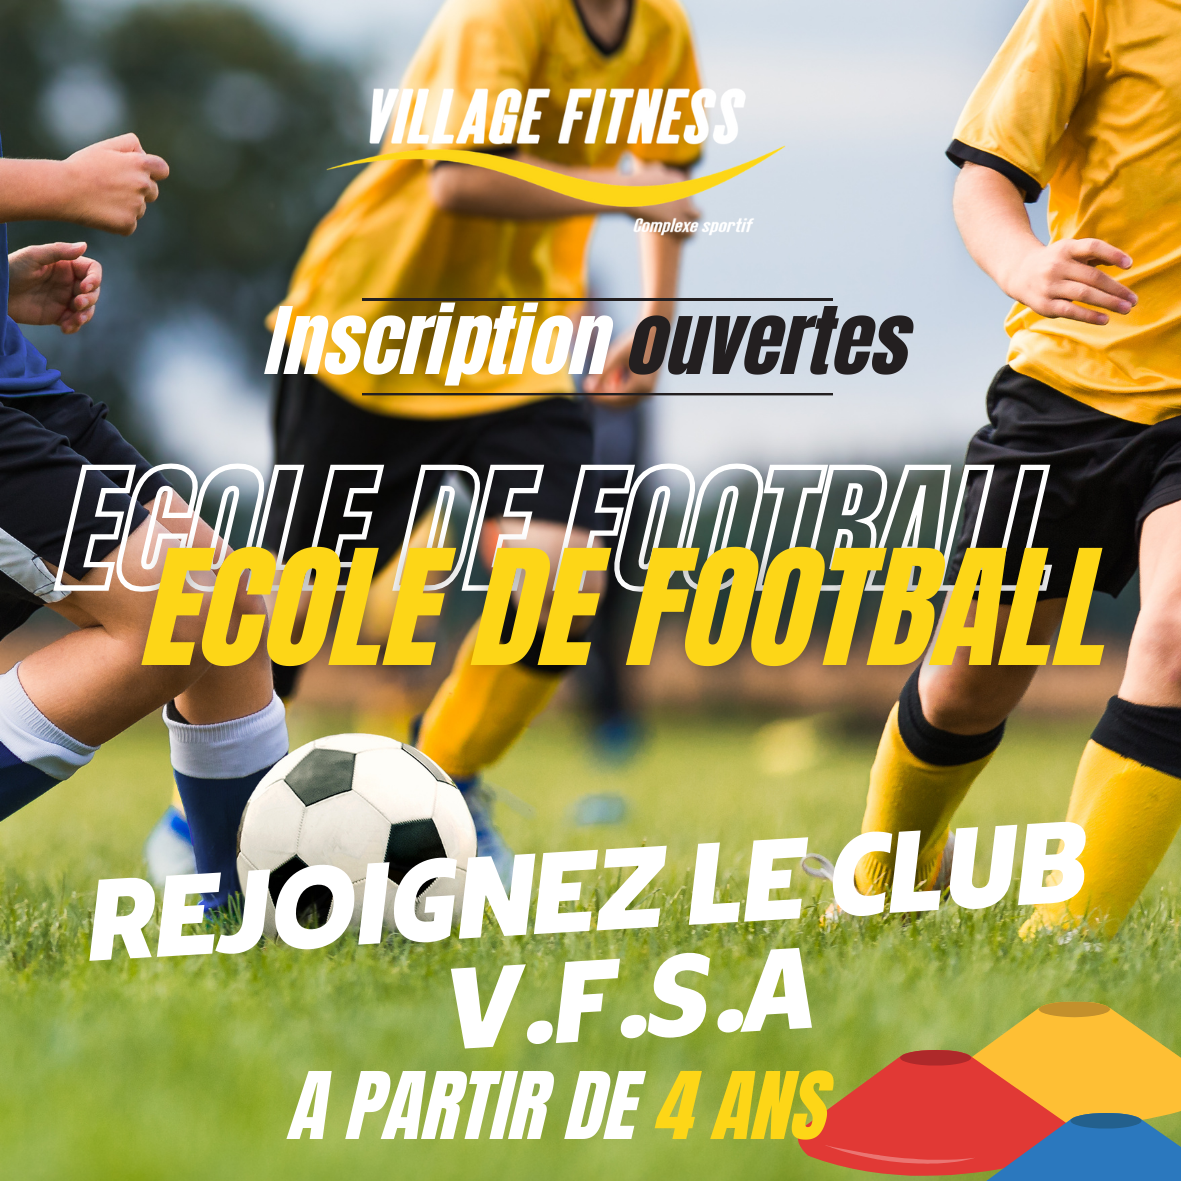 VILLAGE FITNESS
Complexe sportif
Inscription ouvertes
ECOLE DE FOOTBALL
ECOLE DE FOOTBALL
REJOIGNEZ LE CLUB
V.F.S.A
A PARTIR DE 4 ANS